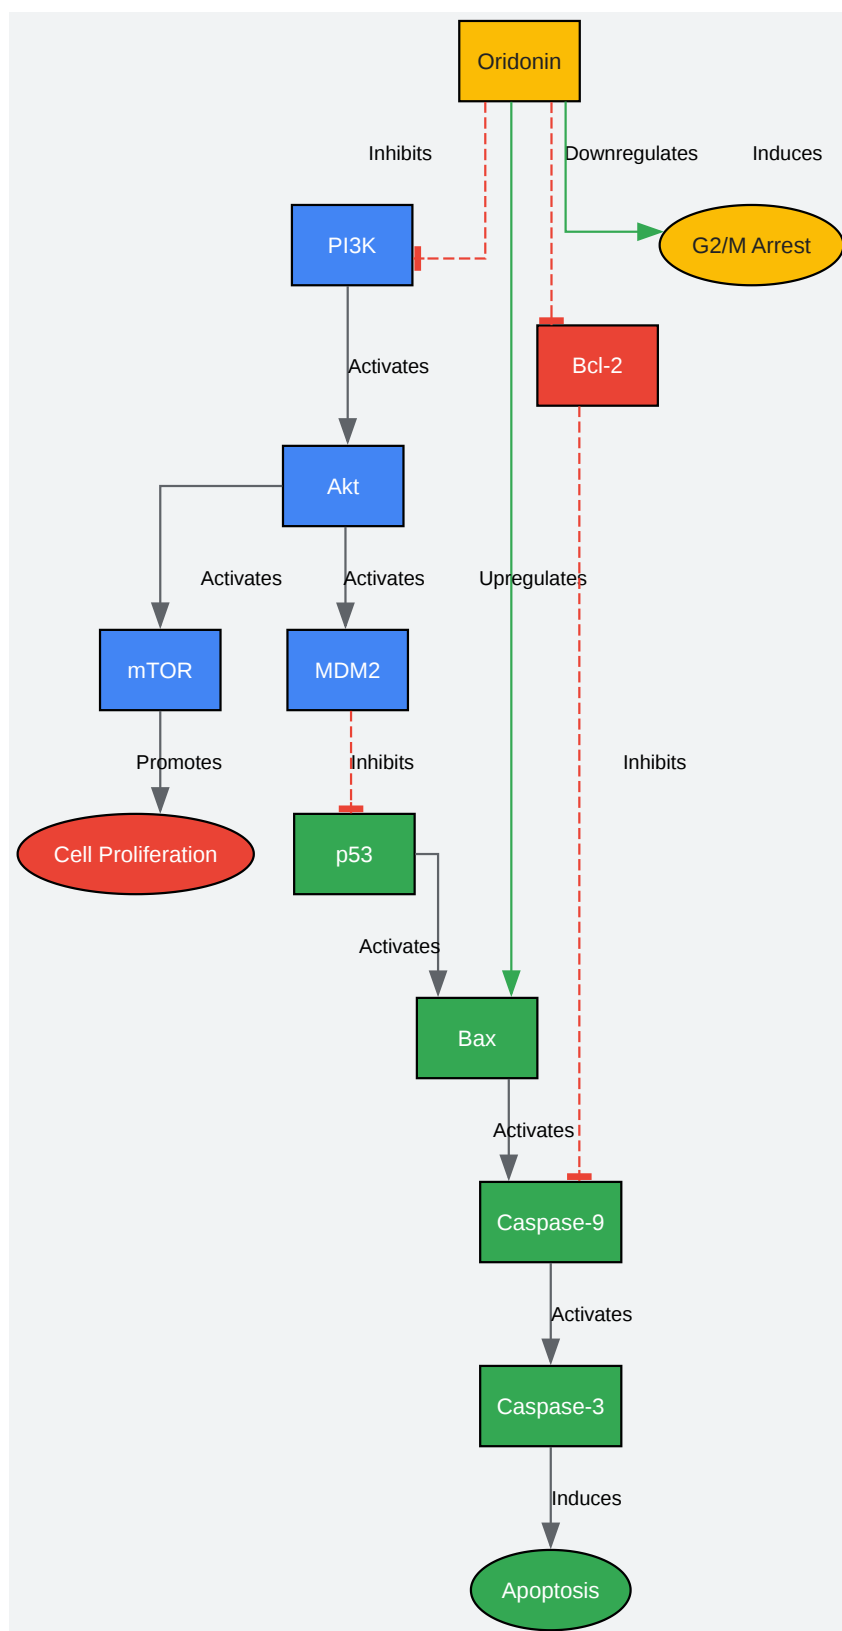 Oridonin
Inhibits
Downregulates
Induces
PI3K
G2/M Arrest
Activates
Bcl-2
Akt
Activates
Activates
Upregulates
mTOR
MDM2
Promotes
Inhibits
Inhibits
Cell Proliferation
p53
Activates
Bax
Activates
Caspase-9
Activates
Caspase-3
Induces
Apoptosis